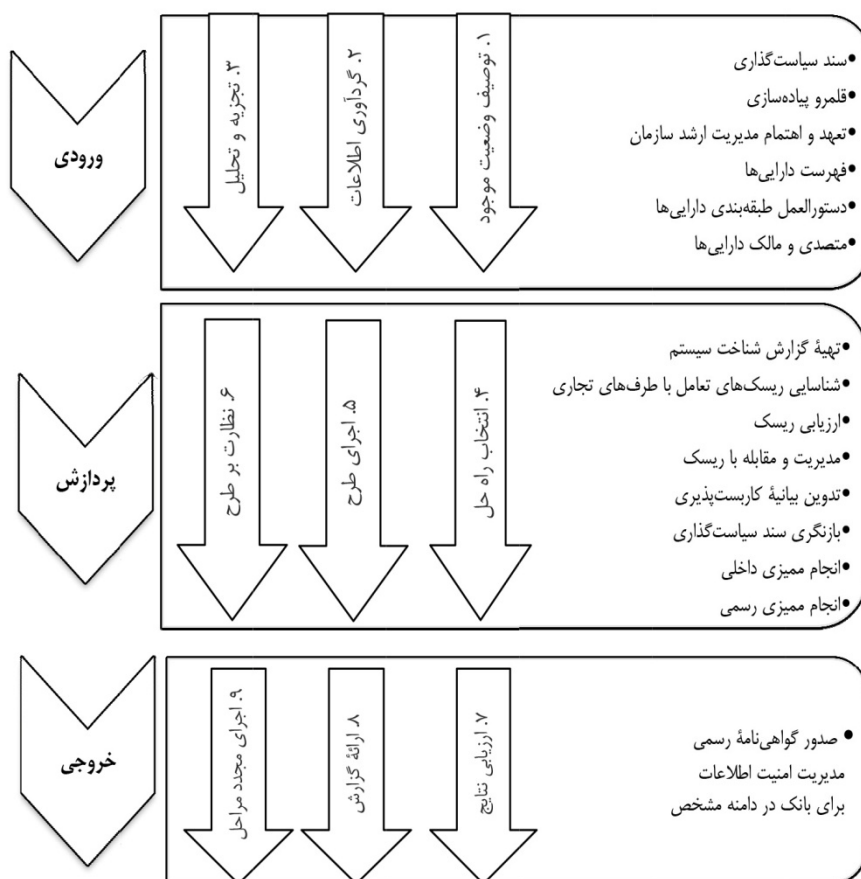 •سند سیاست‌گذاری
•قلمرو پیاده‌سازی
•تعهد و اهتمام مدیریت ارشد سازمان
•فهرست دارایی‌ها
•دستورالعمل طبقه‌بندی دارایی‌ها
•متصدی و مالک دارایی‌ها
۱. توصیف وضعیت موجود
۲. گردآوری اطلاعات
۳. تجزیه و تحلیل
ورودی
•تهیۀ گزارش شناخت سیستم
•شناسایی ریسک‌های تعامل با طرف‌های تجاری
•ارزیابی ریسک
•مدیریت و مقابله با ریسک
•تدوین بیانیۀ کاربست‌پذیری
•بازنگری سند سیاست‌گذاری
•انجام ممیزی داخلی
•انجام ممیزی رسمی
۴. انتخاب راه حل
۵. اجرای طرح
۶. نظارت بر طرح
پردازش
• صدور گواهی‌نامۀ رسمی
مدیریت امنیت اطلاعات
برای بانک در دامنه مشخص
۷. ارزیابی نتایج
۸. ارائۀ گزارش
۹. اجرای مجدد مراحل
خروجی